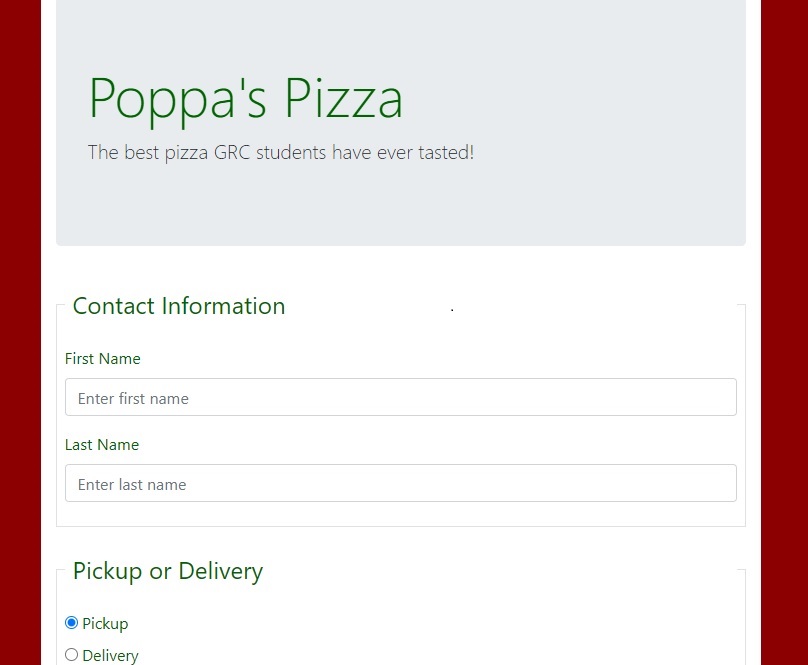 Poppa's Pizza
The best pizza GRC students have ever tasted!
Contact Information
.
First Name
Enter first name
Last Name
Enter last name
Pickup or Delivery
Pickup
Delivery